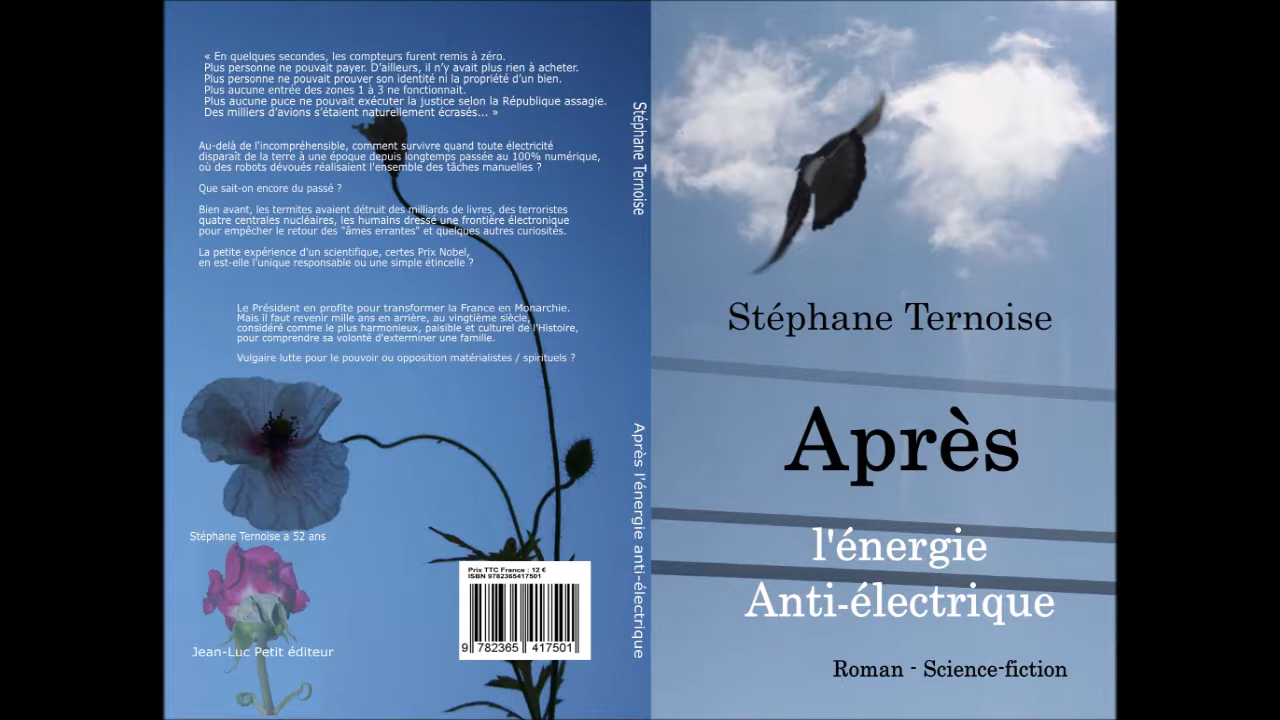 « En quelques secondes, les compteurs furent remis à zéro.
Plus personne ne pouvait payer. D'ailleurs, il n'y avait plus rien à acheter.
Plus personne ne pouvait prouver son identité ni la propriété d'un bien.
Plus aucune entrée des zones 1 à 3 ne fonctionnait.
Plus aucune puce ne pouvait exécuter la justice selon la République assagie.
Des milliers d'avions s'étaient naturellement écrasés... »
Au-delà de l'incompréhensible, comment survivre quand toute électricité
disparaît de la terre à une époque depuis longtemps passée au 100% numérique,
où des robots dévoués réalisaient l'ensemble des tâches manuelles ?
Que sait-on encore du passé ?
Bien avant, les termites avaient détruit des milliards de livres, des terroristes
quatre centrales nucléaires, les humains dressé une frontière électronique
pour empêcher le retour des "âmes errantes" et quelques autres curiosités.
La petite expérience d'un scientifique, certes Prix Nobel,
en est-elle l'unique responsable ou une simple étincelle ?
Le Président en profite pour transformer la France en Monarchie.
Mais il faut revenir mille ans en arrière, au vingtième siècle,
considéré comme le plus harmonieux, paisible et culturel de l'Histoire,
pour comprendre sa volonté d'exterminer une famille.
Vulgaire lutte pour le pouvoir ou opposition matérialistes / spirituels ?
Stéphane Ternoise a 52 ans
Jean-Luc Petit éditeur
Prix TTC France : 12 €
ISBN 9782365417501
9 782365 417501
Stéphane Ternoise
Après l'énergie anti-électrique
Stéphane Ternoise
Après
l'énergie
Anti-électrique
Roman - Science-fiction